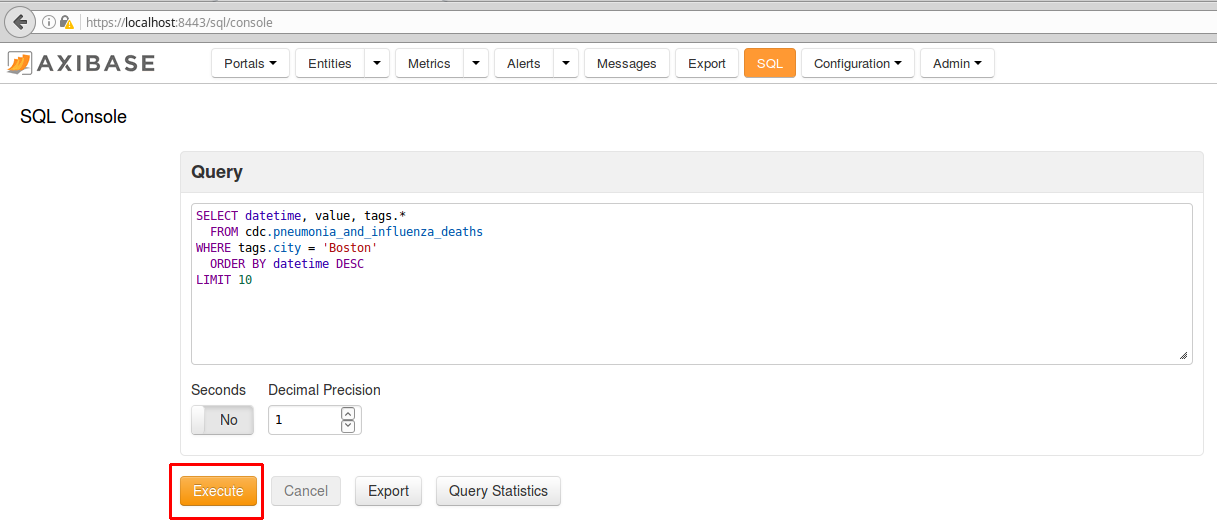 https://localhost:8443/sql/console
AXIBASE Portals Entities Metrics Alerts Messages Export SQL Configuration Admin
SQL Console
Query
SELECT datetime, value, tags.*
FROM cdc.pneumonia_and_influenza_deaths
WHERE tags.city = 'Boston'
ORDER BY datetime DESC
LIMIT 10
Seconds Decimal Precision
No 1
Execute Cancel Export Query Statistics